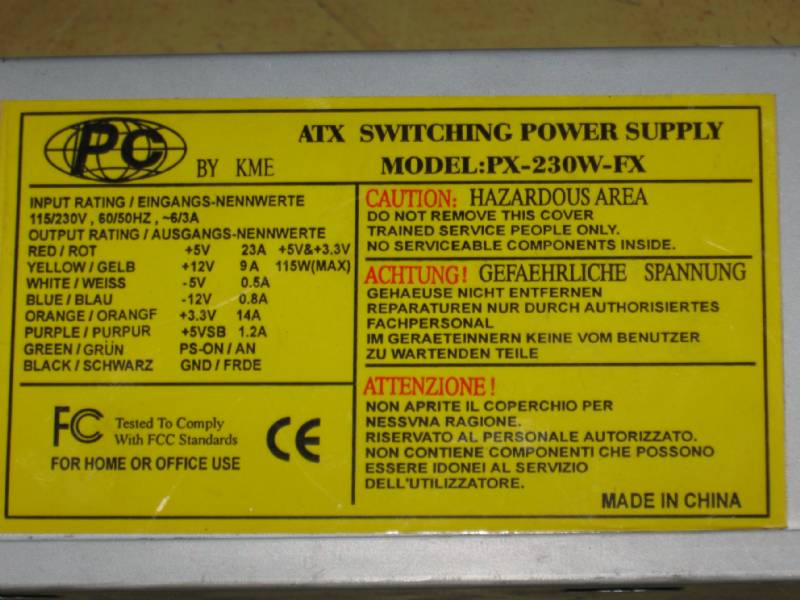 PC
BY KME
ATX SWITCHING POWER SUPPLY
MODEL:PX-230W-FX
INPUT RATING / EINGANGS-NENNWERTE
115/230V , 60/50HZ , ~6/3A
OUTPUT RATING / AUSGANGS-NENNWERTE
RED / ROT +5V 23A +5V&+3.3V
YELLOW / GELB +12V 9A 115W(MAX)
WHITE / WEISS -5V 0.5A
BLUE / BLAU -12V 0.8A
ORANGE / ORANGF +3.3V 14A
PURPLE / PURPUR +5VSB 1.2A
GREEN / GRÜN PS-ON / AN
BLACK / SCHWARZ GND / FRDE
FC Tested To Comply
With FCC Standards
CE
FOR HOME OR OFFICE USE
CAUTION: HAZARDOUS AREA
DO NOT REMOVE THIS COVER
TRAINED SERVICE PEOPLE ONLY.
NO SERVICEABLE COMPONENTS INSIDE.
ACHTUNG! GEFAEHRLICHE SPANNUNG
GEHAEUSE NICHT ENTFERNEN
REPARATUREN NUR DURCH AUTHORISIERTES
FACHPERSONAL
IM GERAETEINNERN KEINE VOM BENUTZER
ZU WARTENDEN TEILE
ATTENZIONE !
NON APRITE IL COPERCHIO PER
NESSVNA RAGIONE.
RISERVATO AL PERSONALE AUTORIZZATO.
NON CONTIENE COMPONENTI CHE POSSONO
ESSERE IDONEI AL SERVIZIO
DELL'UTILIZZATORE.
MADE IN CHINA